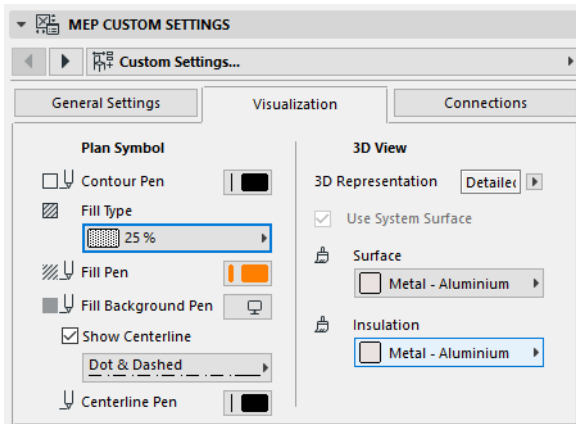 MEP CUSTOM SETTINGS
Custom Settings...
General Settings
Visualization
Connections
Plan Symbol
Contour Pen
Fill Type
25 %
Fill Pen
Fill Background Pen
Show Centerline
Dot & Dashed
Centerline Pen
3D View
3D Representation
Detailec
Use System Surface
Surface
Metal - Aluminium
Insulation
Metal - Aluminium